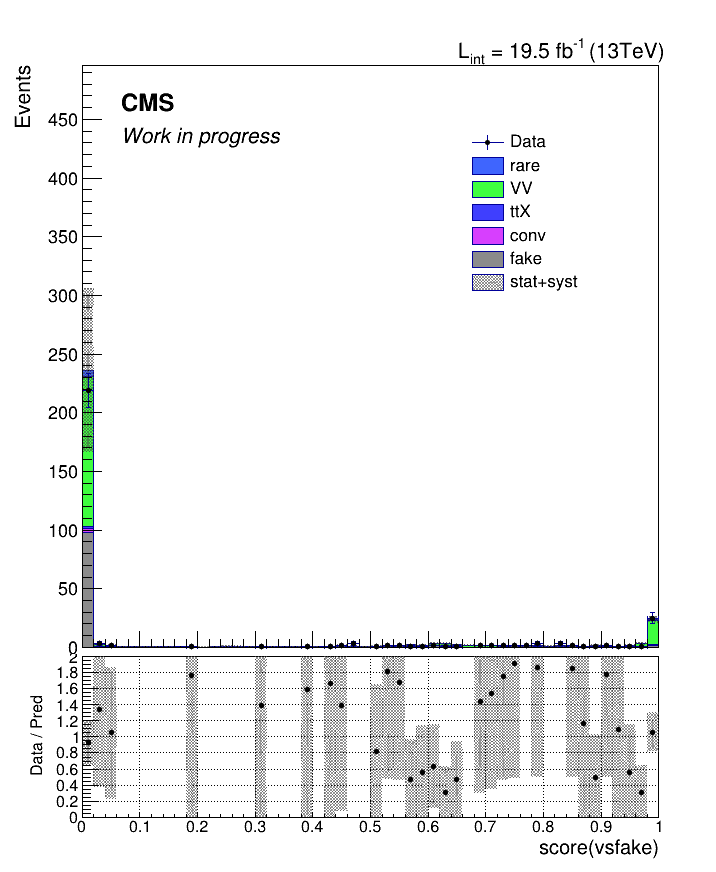 L_int = 19.5 fb^-1 (13TeV)
Events
CMS
Work in progress
Data
rare
VV
ttX
conv
fake
stat+syst
450
400
350
300
250
200
150
100
50
0
Data / Pred
2
1.8
1.6
1.4
1.2
1
0.8
0.6
0.4
0.2
0
0 0.1 0.2 0.3 0.4 0.5 0.6 0.7 0.8 0.9 1
score(vsfake)